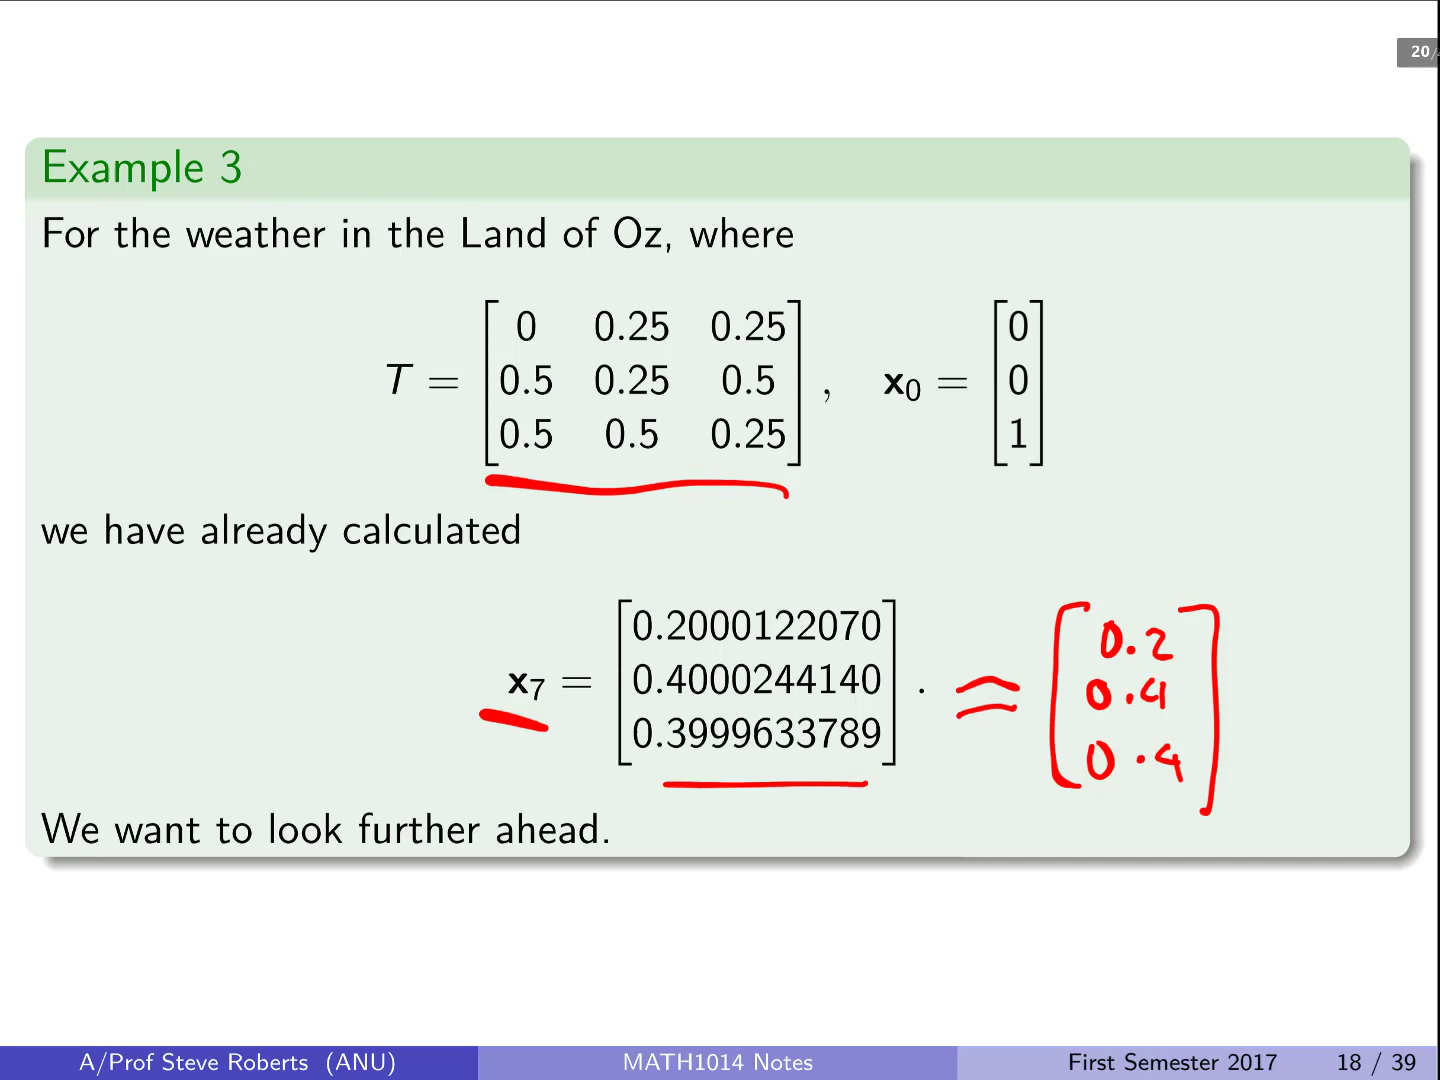 20/
Example 3
For the weather in the Land of Oz, where
T = [ 0 0.25 0.25 ; 0.5 0.25 0.5 ; 0.5 0.5 0.25 ] , x₀ = [ 0 ; 0 ; 1 ]
we have already calculated
x₇ = [ 0.2000122070 ; 0.4000244140 ; 0.3999633789 ] . ≈ [ 0.2 ; 0.4 ; 0.4 ]
We want to look further ahead.
A/Prof Steve Roberts (ANU) MATH1014 Notes First Semester 2017 18 / 39